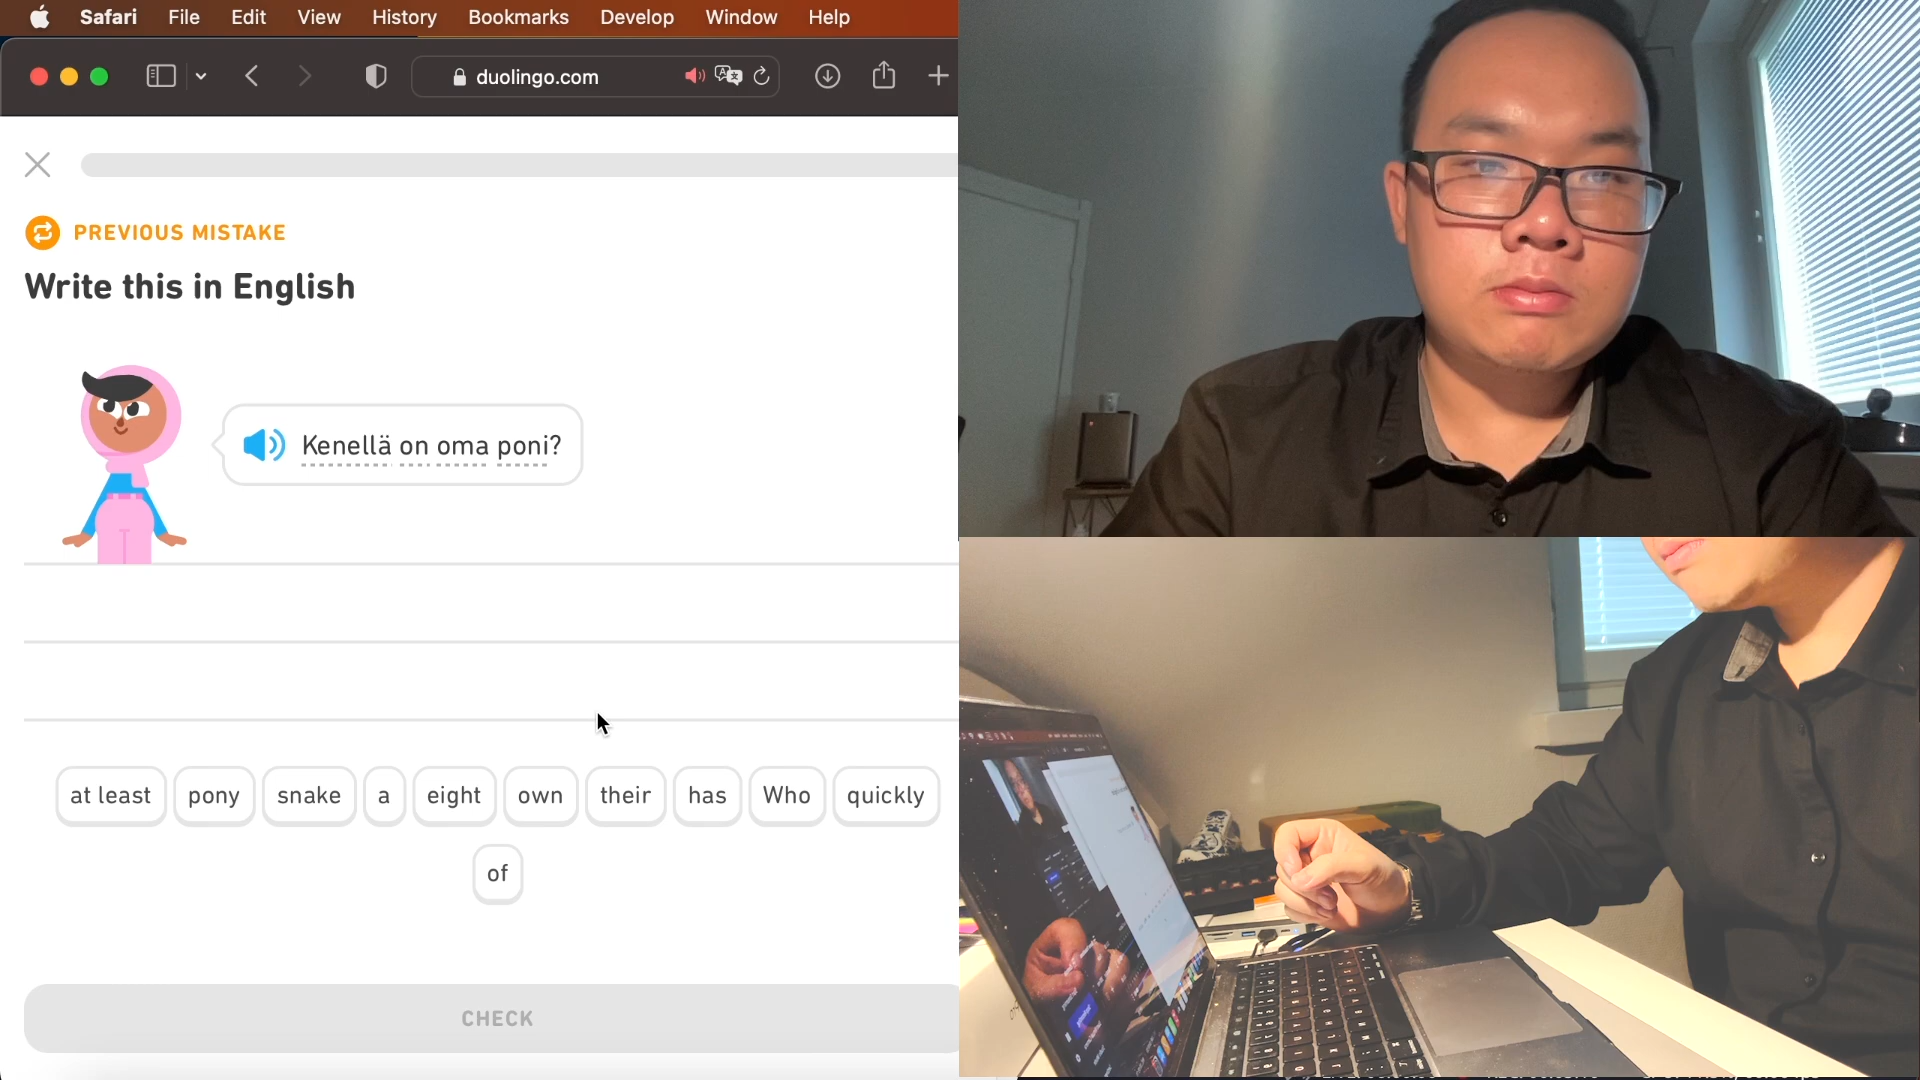 Safari File Edit View History Bookmarks Develop Window Help
duolingo.com
PREVIOUS MISTAKE
Write this in English
Kenellä on oma poni?
at least pony snake a eight own their has Who quickly
of
CHECK